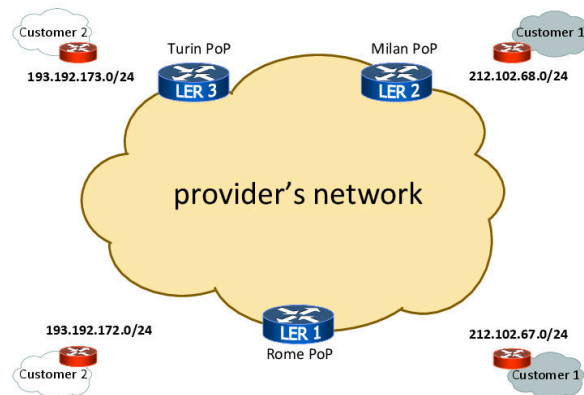 Customer 2
193.192.173.0/24
Turin PoP
LER 3
Milan PoP
LER 2
Customer 1
212.102.68.0/24
provider's network
193.192.172.0/24
Customer 2
LER 1
Rome PoP
212.102.67.0/24
Customer 1